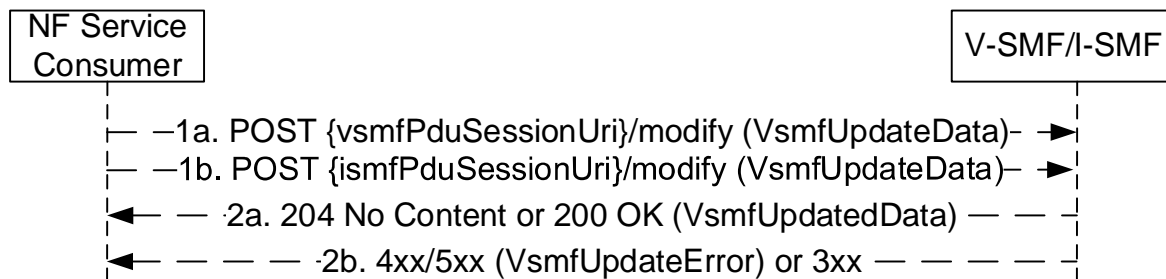 NF Service
Consumer
V-SMF/I-SMF
1a. POST {vsmfPduSessionUri}/modify (VsmfUpdateData)
1b. POST {ismfPduSessionUri}/modify (VsmfUpdateData)
2a. 204 No Content or 200 OK (VsmfUpdatedData)
2b. 4xx/5xx (VsmfUpdateError) or 3xx